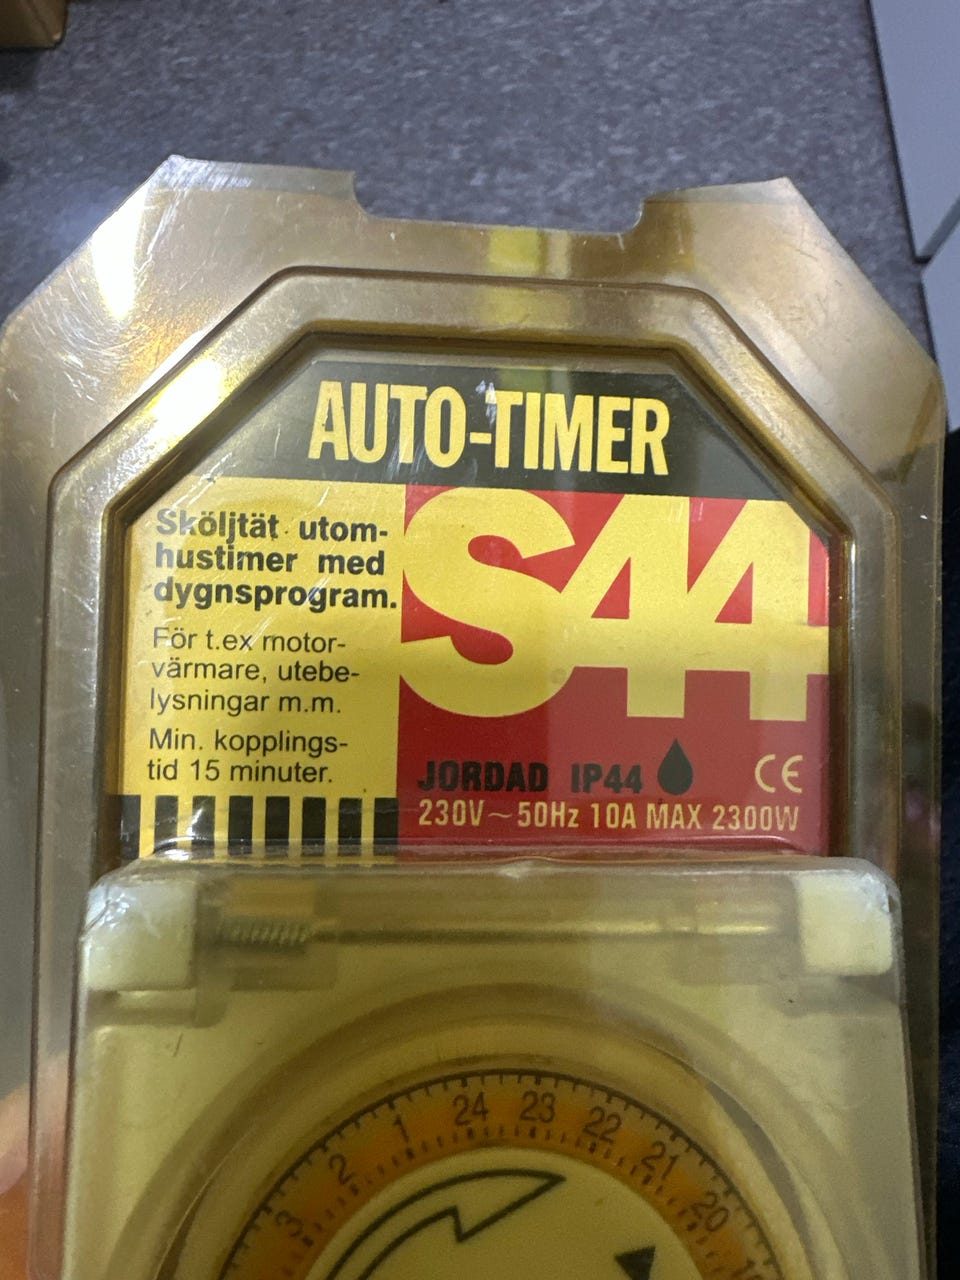 AUTO-TIMER
Sköljtät utom-
hustimer med
dygnsprogram.
För t.ex motor-
värmare, utebe-
lysningar m.m.
Min. kopplings-
tid 15 minuter.
S44
JORDAD IP44 CE
230V~50Hz 10A MAX 2300W
3 2 1 24 23 22 21 20